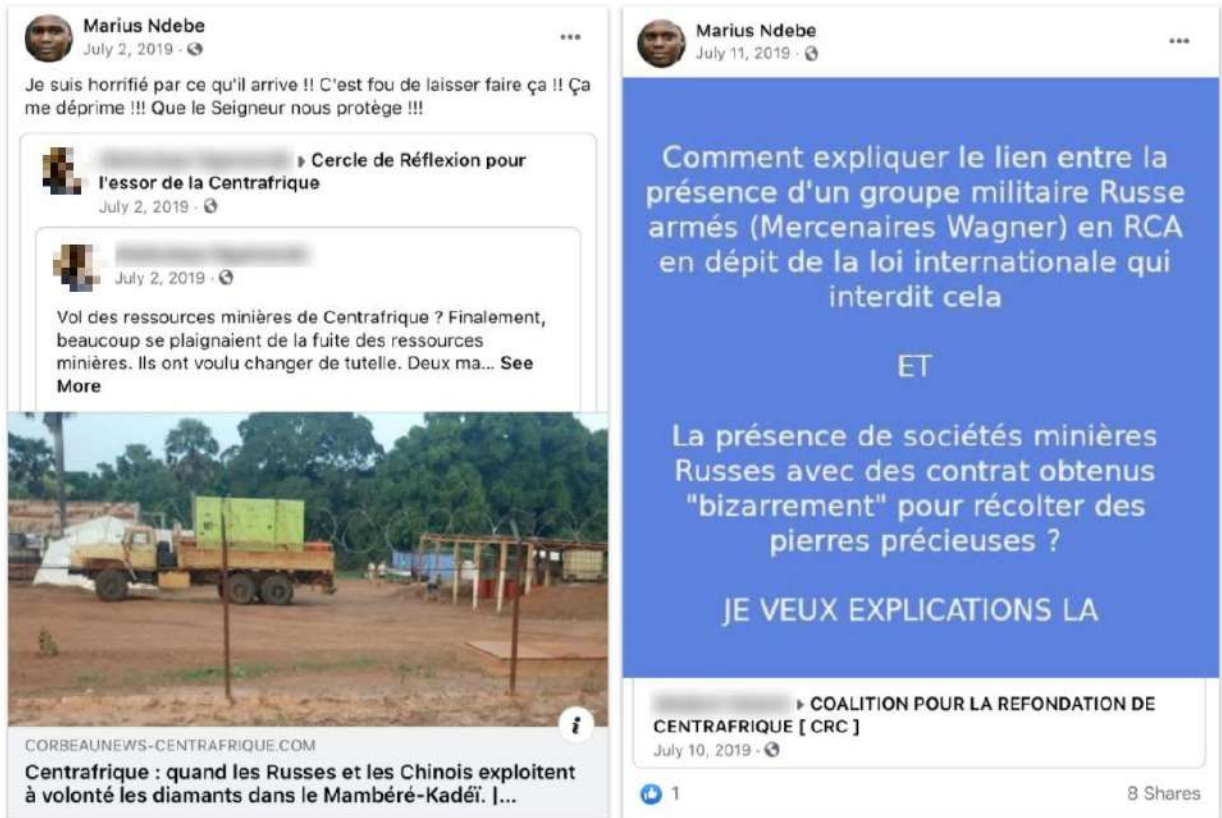 Marius Ndebe
July 2, 2019 ·
Je suis horrifié par ce qu'il arrive !! C'est fou de laisser faire ça !! Ça
me déprime !!! Que le Seigneur nous protège !!!
Cercle de Réflexion pour
l'essor de la Centrafrique
July 2, 2019 ·
July 2, 2019 ·
Vol des ressources minières de Centrafrique ? Finalement,
beaucoup se plaignaient de la fuite des ressources
minières. Ils ont voulu changer de tutelle. Deux ma... See
More
CORBEAUNEWS-CENTRAFRIQUE.COM
Centrafrique : quand les Russes et les Chinois exploitent
à volonté les diamants dans le Mambéré-Kadéï. |...
Marius Ndebe
July 11, 2019 ·
Comment expliquer le lien entre la
présence d'un groupe militaire Russe
armés (Mercenaires Wagner) en RCA
en dépit de la loi internationale qui
interdit cela
ET
La présence de sociétés minières
Russes avec des contrat obtenus
"bizarrement" pour récolter des
pierres précieuses ?
JE VEUX EXPLICATIONS LA
COALITION POUR LA REFONDATION DE
CENTRAFRIQUE [ CRC ]
July 10, 2019 ·
1
8 Shares